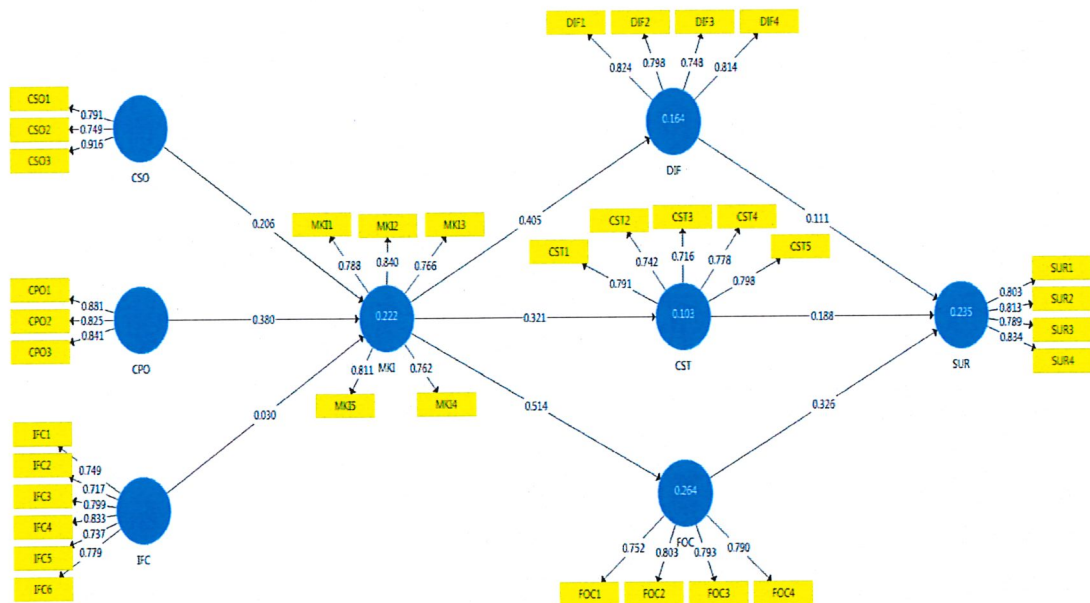 DIF1
DIF2
DIF3
DIF4
0.824
0.798
0.748
0.814
0.164
DIF
CSO1
CSO2
CSO3
0.791
0.749
0.916
CSO
0.206
0.405
0.111
MKI1
MKI2
MKI3
0.788
0.840
0.766
CST1
CST2
CST3
CST4
CST5
0.791
0.742
0.716
0.778
0.798
CPO1
CPO2
CPO3
0.881
0.825
0.841
CPO
0.380
0.222
MKI
0.321
0.103
CST
0.188
0.235
SUR
0.803
0.813
0.789
0.834
SUR1
SUR2
SUR3
SUR4
0.811
0.762
MKI5
MKI4
0.030
0.514
0.326
IFC1
IFC2
IFC3
IFC4
IFC5
IFC6
0.749
0.717
0.799
0.833
0.737
0.779
IFC
0.264
FOC
0.752
0.803
0.793
0.790
FOC1
FOC2
FOC3
FOC4